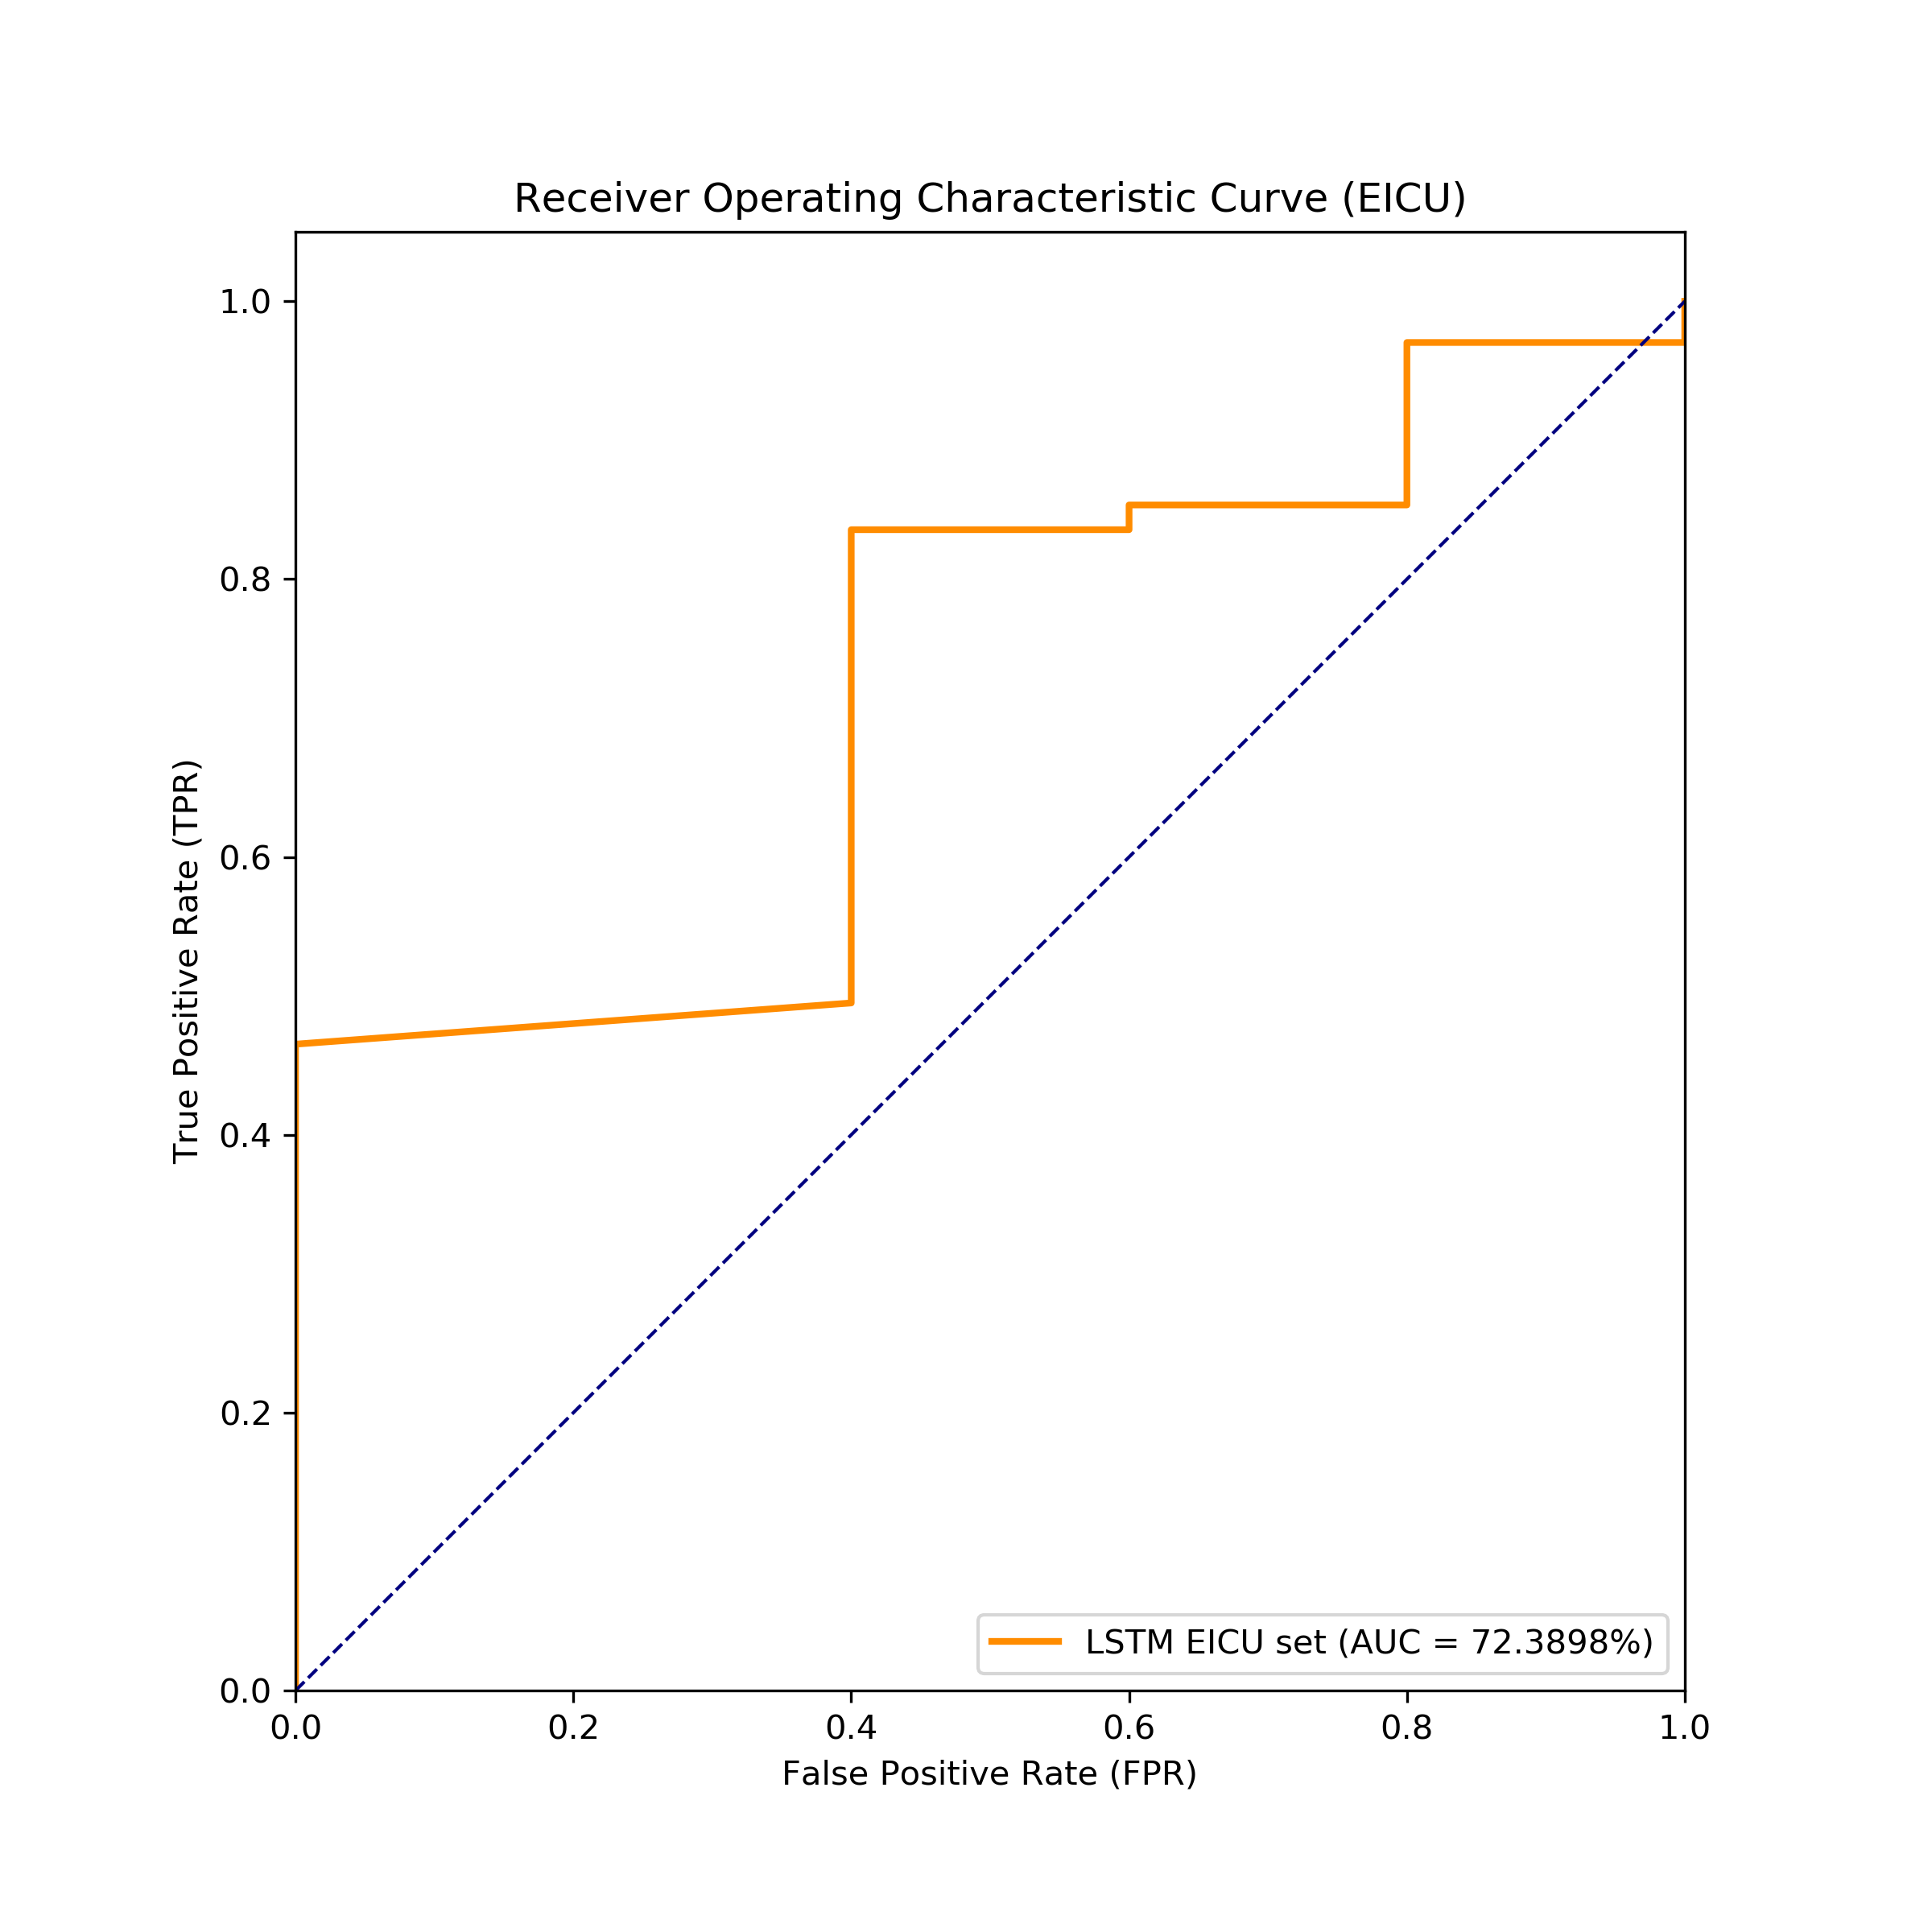 Receiver Operating Characteristic Curve (EICU)
1.0
0.8
0.6
0.4
0.2
0.0
True Positive Rate (TPR)
LSTM EICU set (AUC = 72.3898%)
0.0 0.2 0.4 0.6 0.8 1.0
False Positive Rate (FPR)